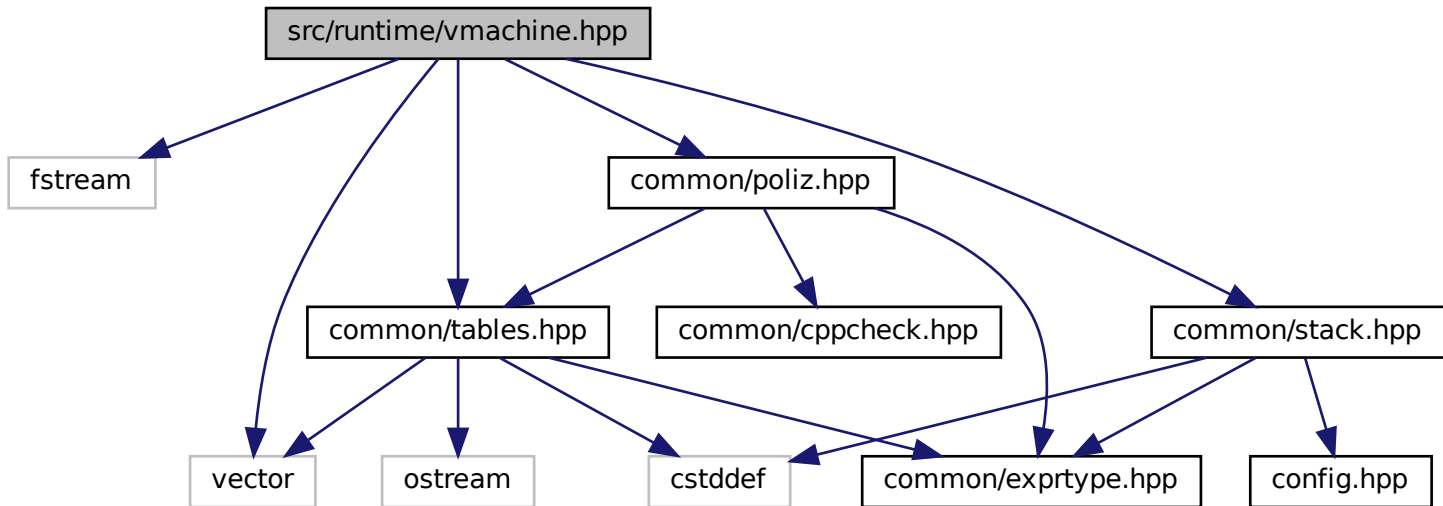 src/runtime/vmachine.hpp
fstream
common/poliz.hpp
common/tables.hpp
common/cppcheck.hpp
common/stack.hpp
vector
ostream
cstddef
common/exprtype.hpp
config.hpp